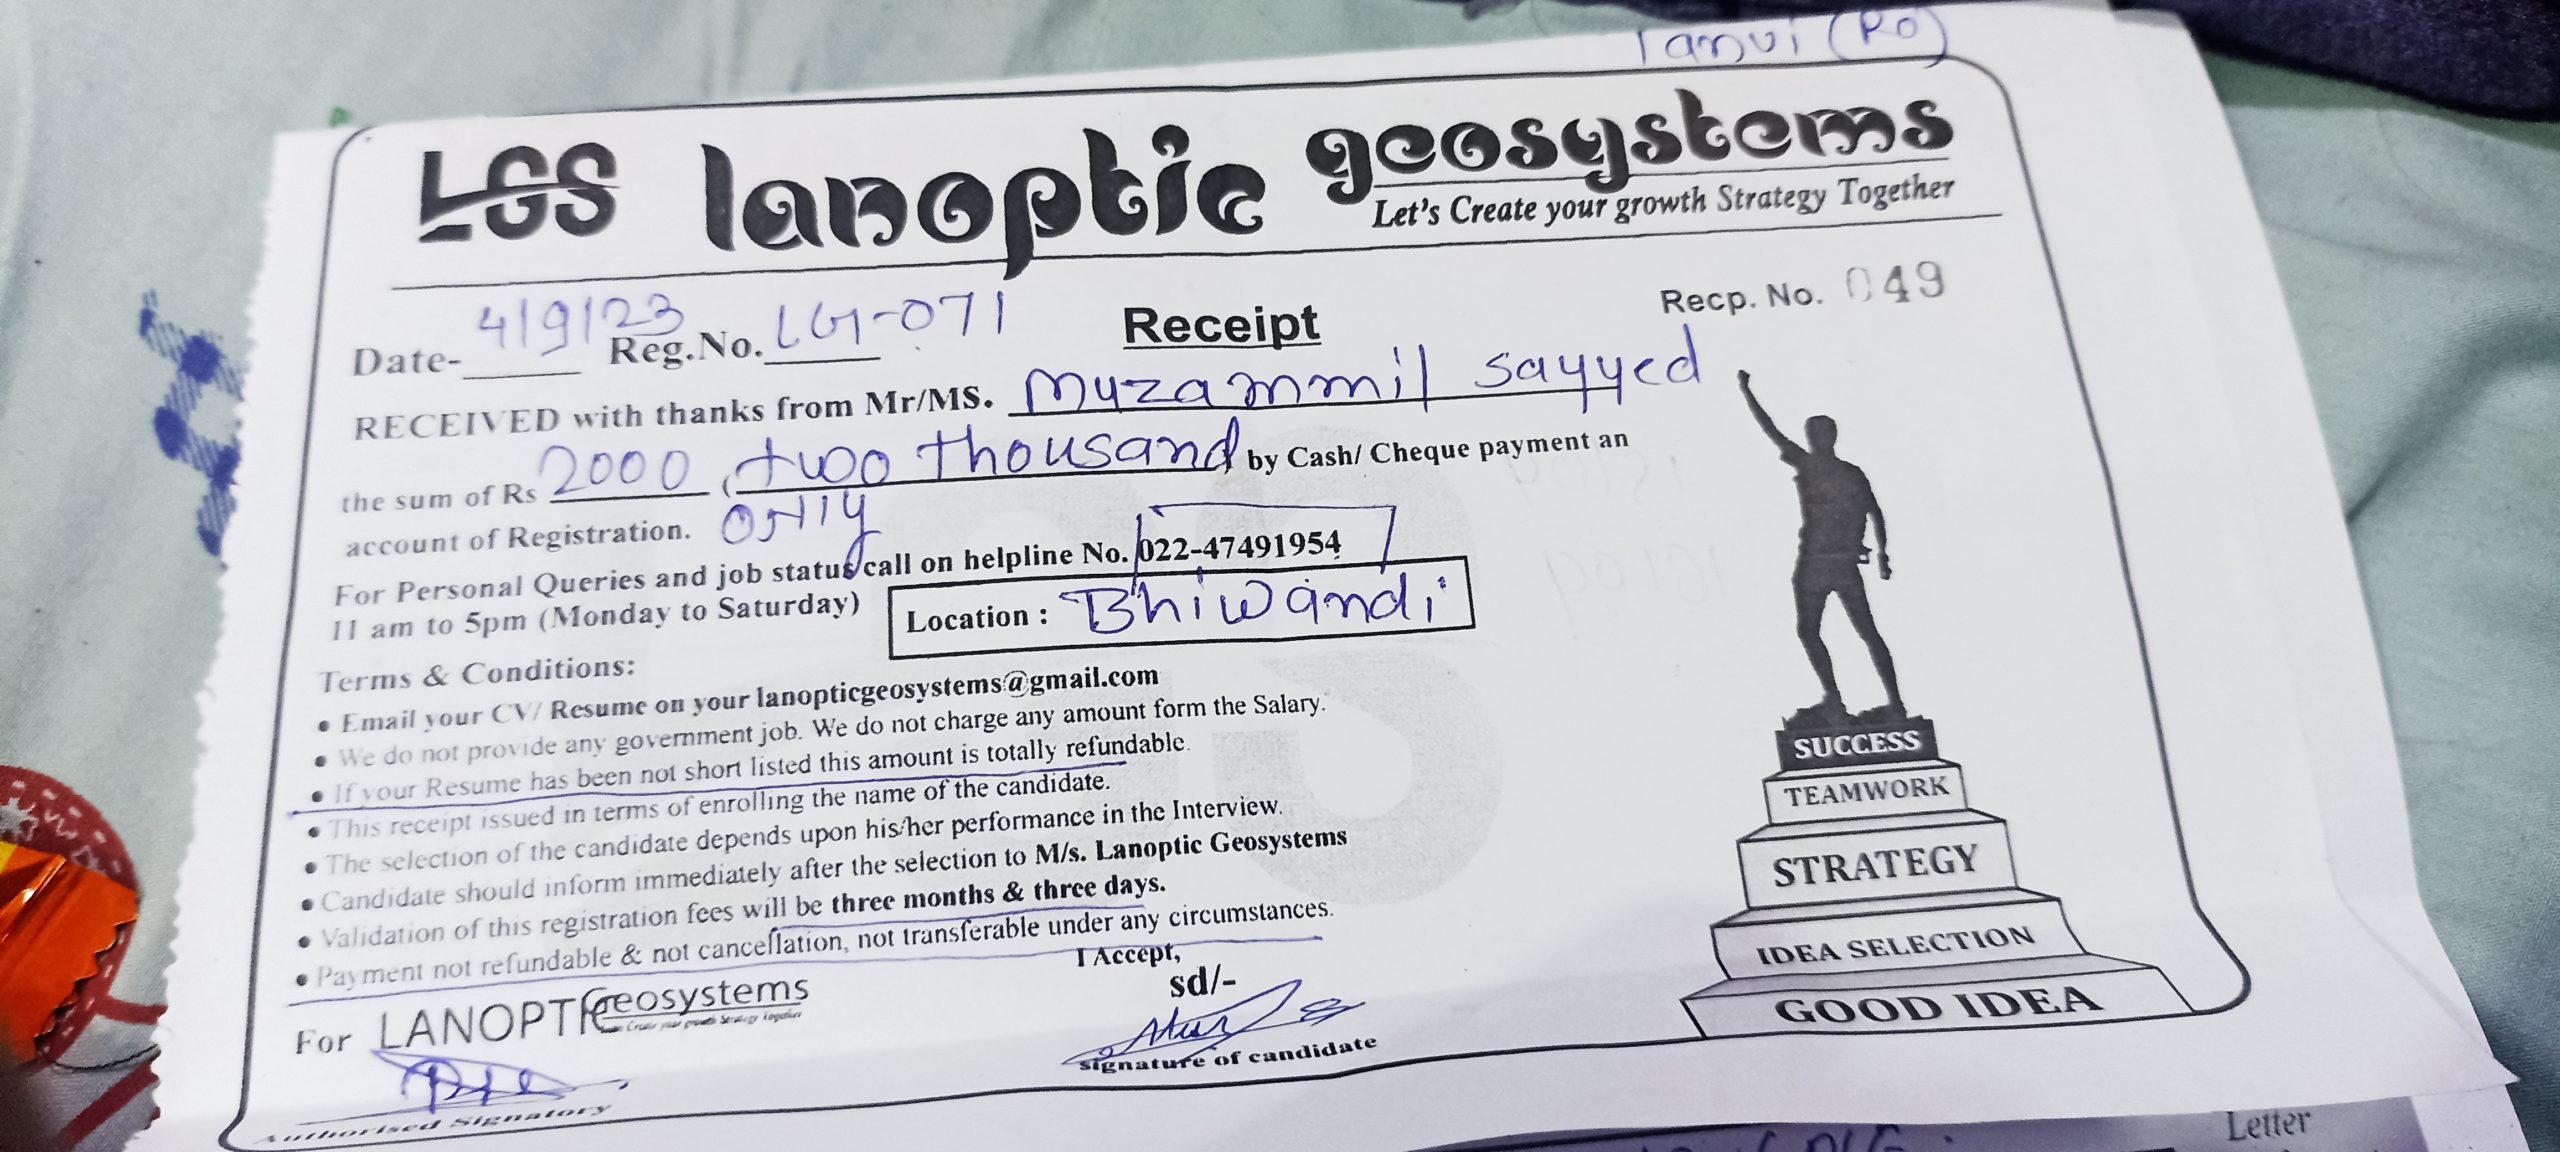 Tanvi (RO)
LGS lanoptic geosystems
Let's Create your growth Strategy Together
Recp. No. 049
Date- 4/9/23 Reg.No. LG-071 Receipt
RECEIVED with thanks from Mr/MS. Muzammil Sayyed
the sum of Rs 2000 (two thousand by Cash/ Cheque payment an
account of Registration. only
For Personal Queries and job status call on helpline No. 022-47491954
11 am to 5pm (Monday to Saturday) Location : Bhiwandi
Terms & Conditions:
• Email your CV/ Resume on your lanopticgeosystems@gmail.com
• We do not provide any government job. We do not charge any amount form the Salary.
• If your Resume has been not short listed this amount is totally refundable.
• This receipt issued in terms of enrolling the name of the candidate.
• The selection of the candidate depends upon his/her performance in the Interview.
• Candidate should inform immediately after the selection to M/s. Lanoptic Geosystems
• Validation of this registration fees will be three months & three days.
• Payment not refundable & not cancellation, not transferable under any circumstances.
I Accept,
sd/-
For LANOPTIC Geosystems
signature of candidate
Authorised Signatory
SUCCESS
TEAMWORK
STRATEGY
IDEA SELECTION
GOOD IDEA
Letter